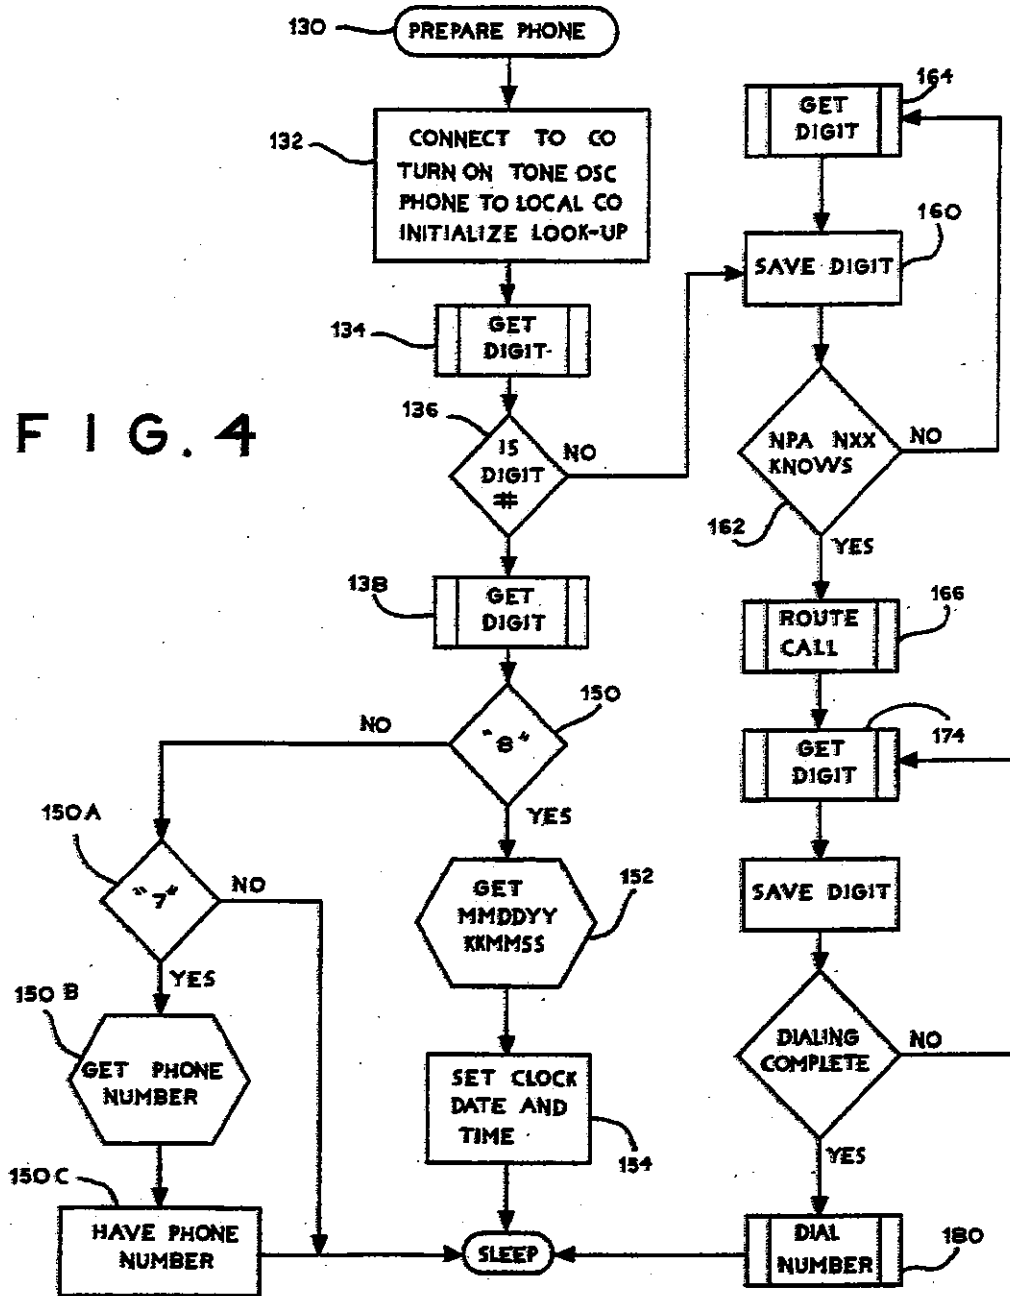 130
PREPARE PHONE
132
CONNECT TO CO
TURN ON TONE OSC
PHONE TO LOCAL CO
INITIALIZE LOOK-UP
134
GET
DIGIT
136
IS
DIGIT
#
NO
138
GET
DIGIT
150
"8"
NO
YES
150A
"7"
NO
YES
150B
GET PHONE
NUMBER
150C
HAVE PHONE
NUMBER
152
GET
MMDDYY
KKMMSS
SET CLOCK
DATE AND
TIME
154
SLEEP
164
GET
DIGIT
160
SAVE DIGIT
NPA NXX
KNOWS
NO
162
YES
166
ROUTE
CALL
174
GET
DIGIT
SAVE DIGIT
DIALING
COMPLETE
NO
YES
DIAL
NUMBER
180
FIG. 4